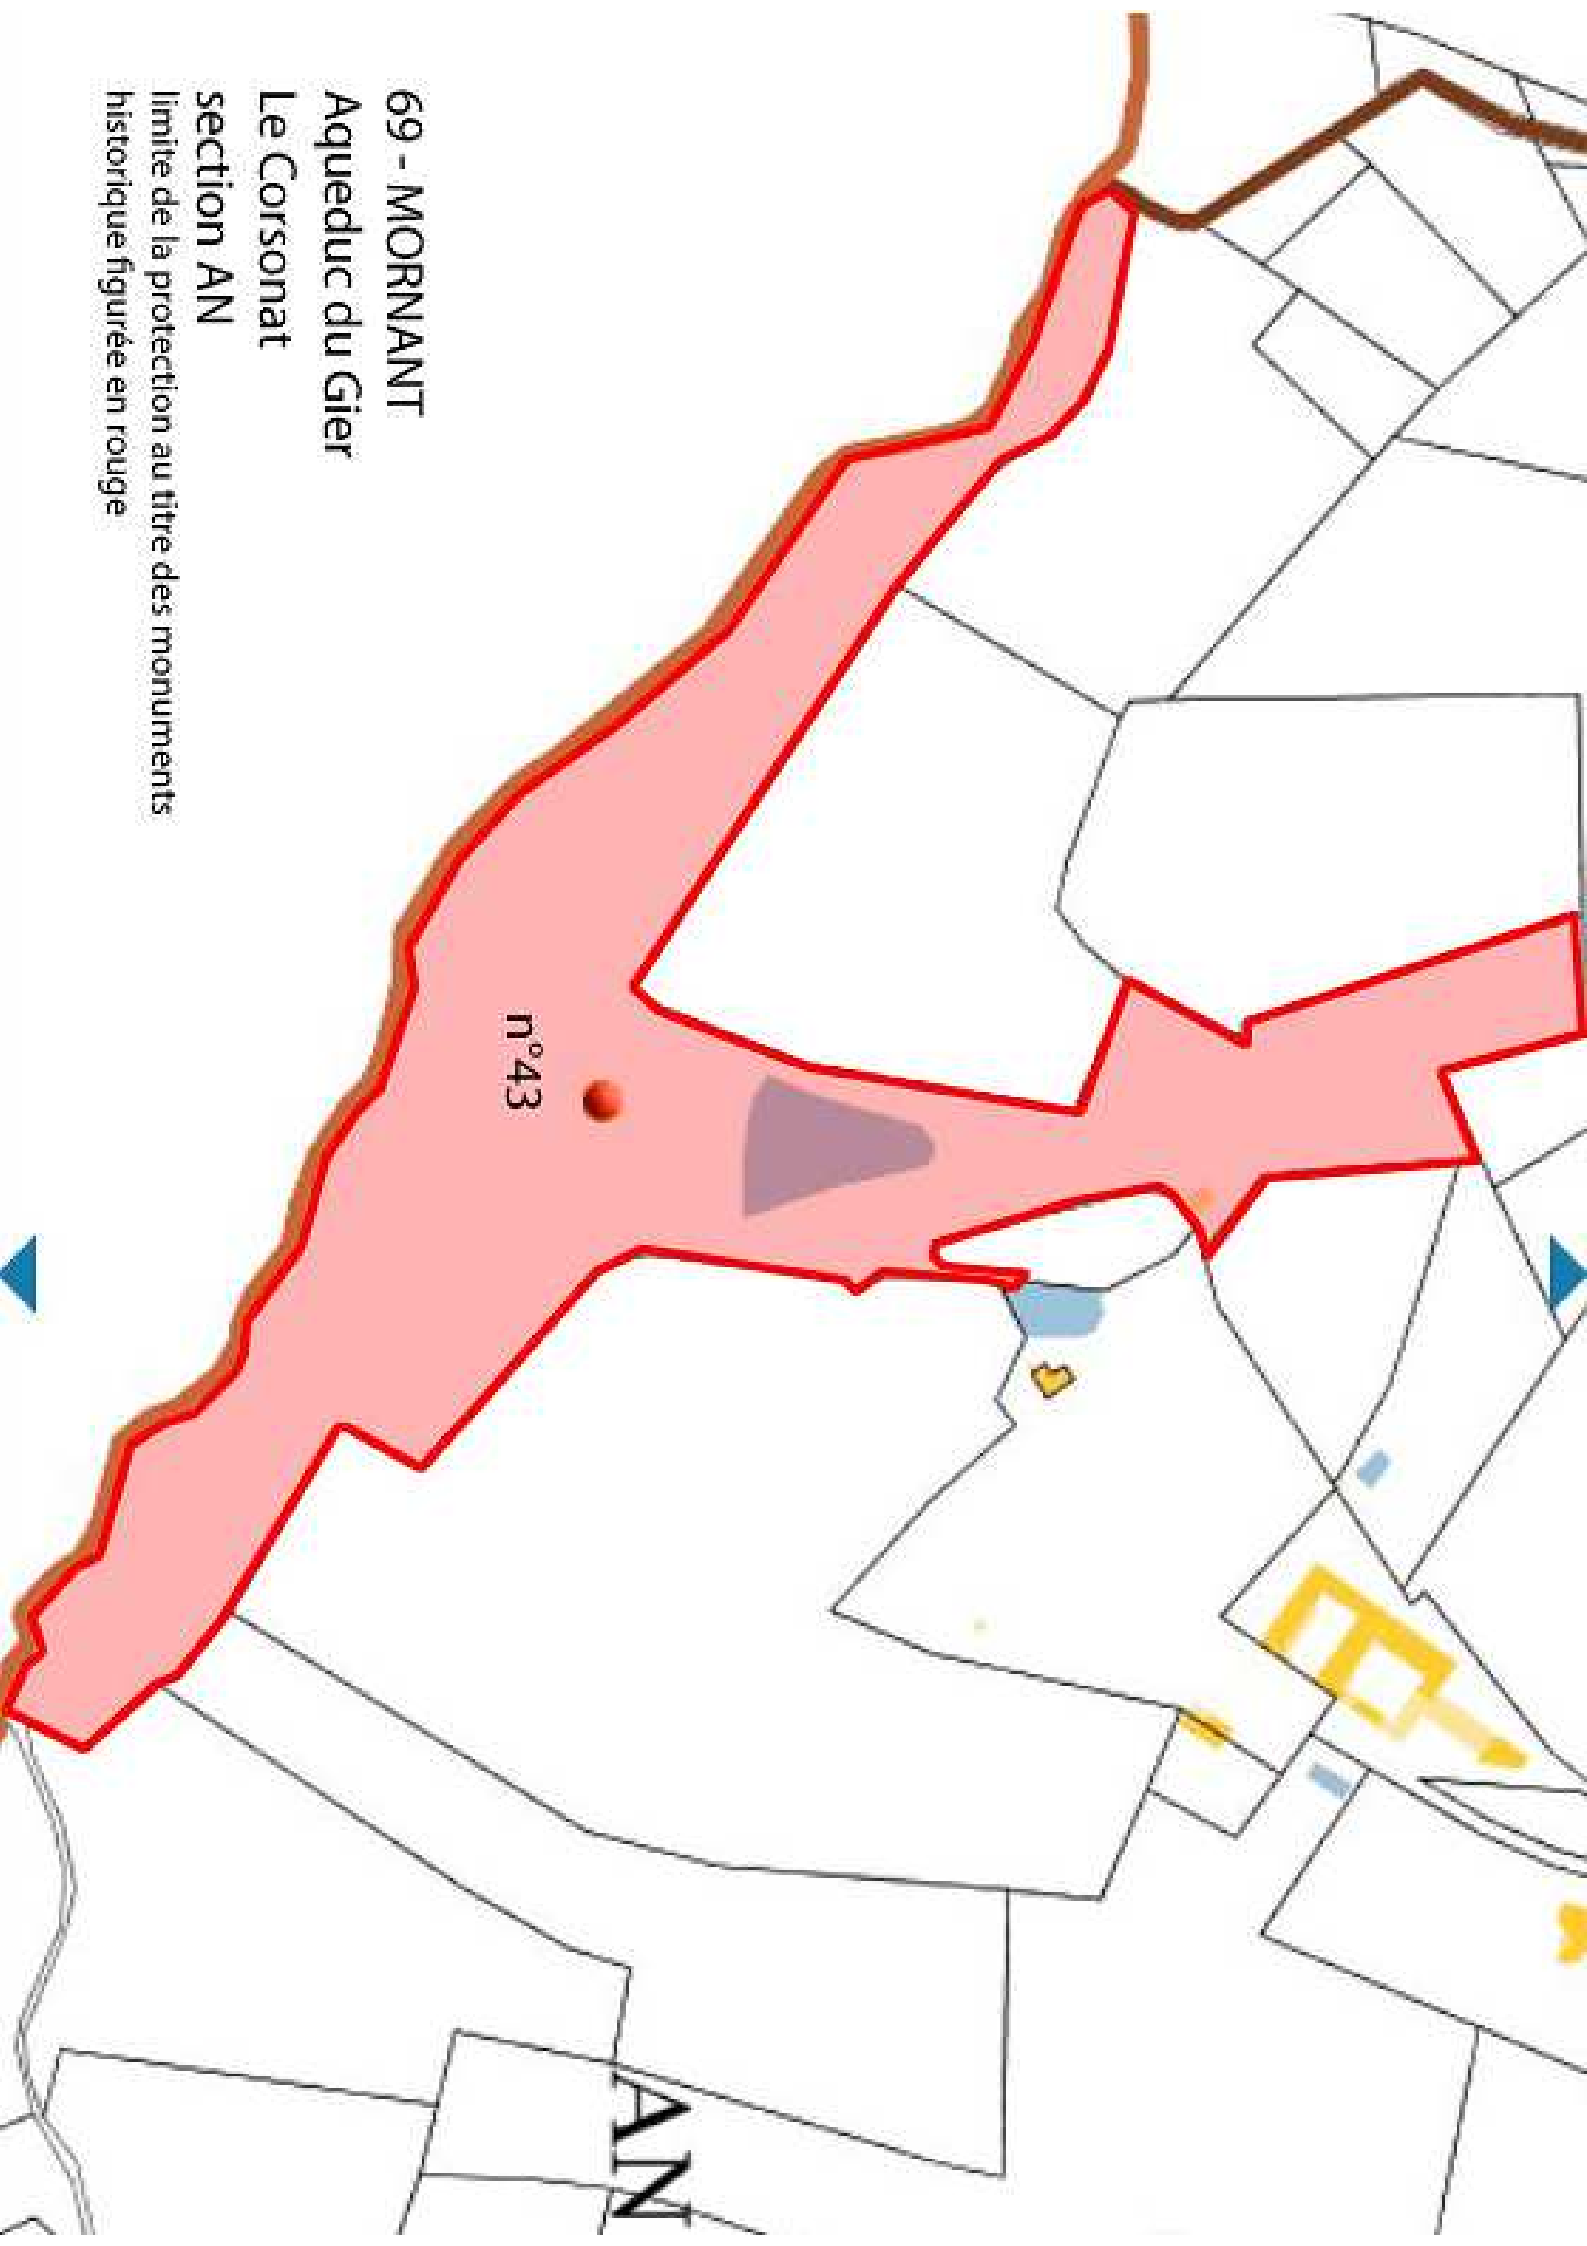 69 - MORNANT
Aqueduc du Gier
Le Corsonat
section AN
limite de la protection au titre des monuments
historique figurée en rouge
n°43
AN